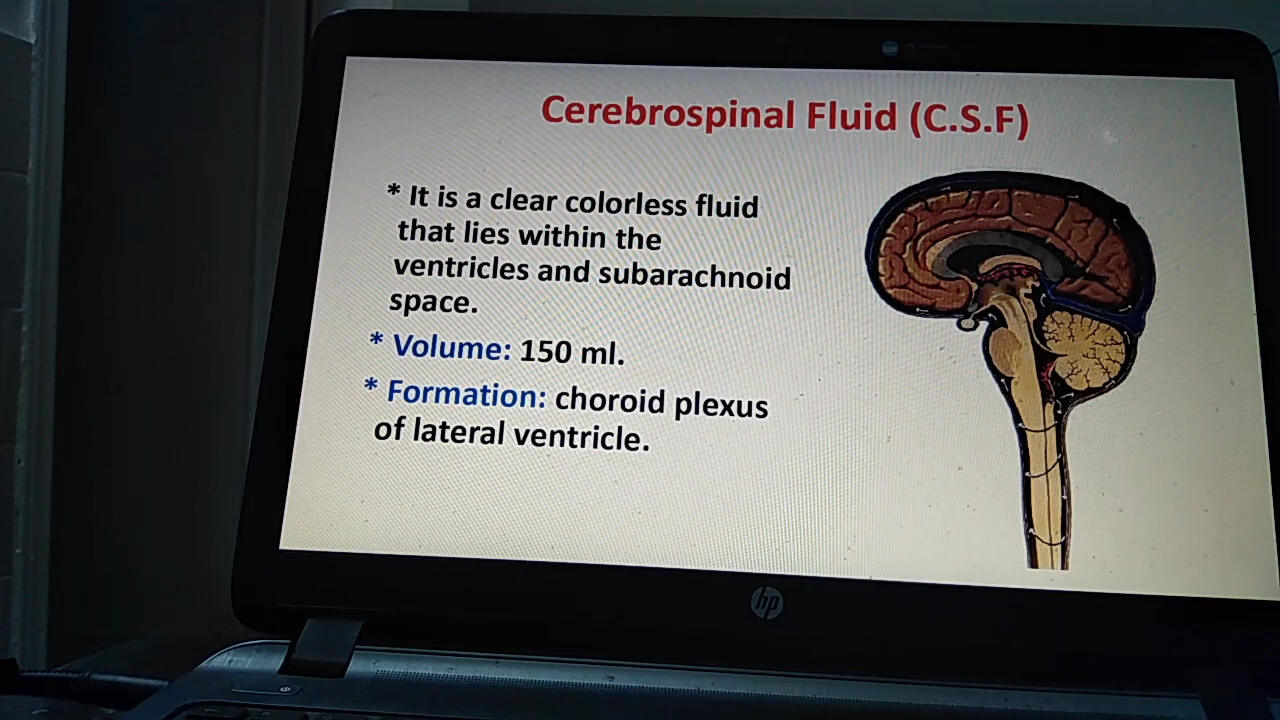 Cerebrospinal Fluid (C.S.F)
* It is a clear colorless fluid
that lies within the
ventricles and subarachnoid
space.
* Volume: 150 ml.
* Formation: choroid plexus
of lateral ventricle.
hp